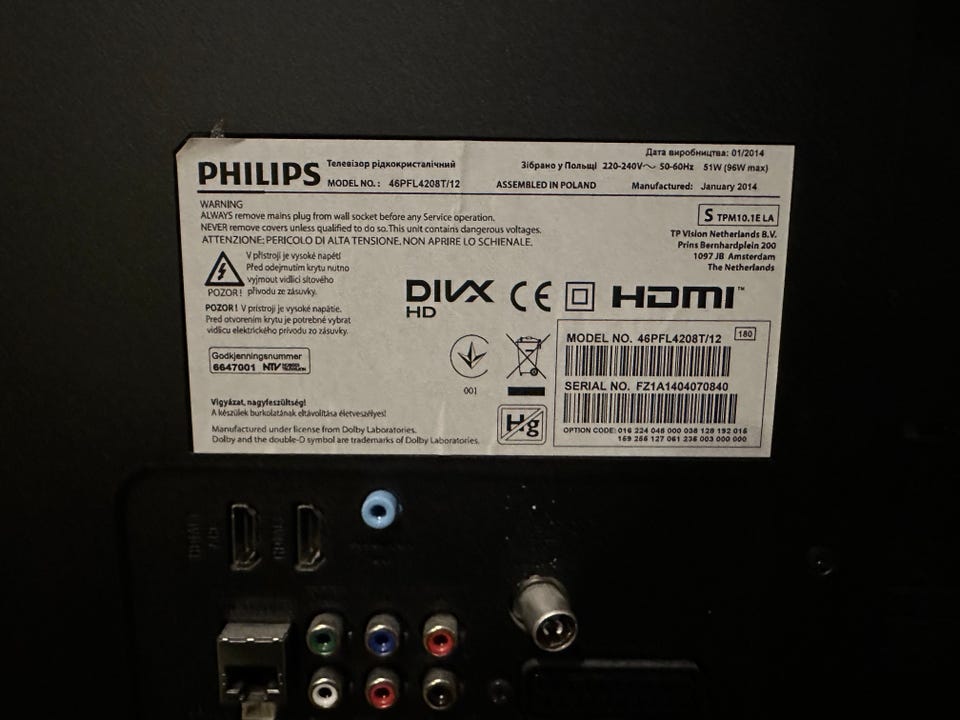 Дата виробництва: 01/2014
PHILIPS Телевізор рідкокристалічний Зібрано у Польщі 220-240V~ 50-60Hz 51W (96W max)
MODEL NO.: 46PFL4208T/12 ASSEMBLED IN POLAND Manufactured: January 2014
WARNING
ALWAYS remove mains plug from wall socket before any Service operation.
NEVER remove covers unless qualified to do so. This unit contains dangerous voltages.
ATTENZIONE: PERICOLO DI ALTA TENSIONE. NON APRIRE LO SCHIENALE.
S TPM10.1E LA
TP Vision Netherlands B.V.
Prins Bernhardplein 200
1097 JB Amsterdam
The Netherlands
V přístroji je vysoké napětí
Před odejmutím krytu nutno
vyjmout vidlici síťového
POZOR! přívodu ze zásuvky.
POZOR! V prístroji je vysoké napätie.
Pred otvorením krytu je potrebné vybrat
vidlicu elektrického prívodu zo zásuvky.
DIVX
HD
CE
HDMI™
Godkjenningsnummer
6647001 NTV
001
Hg
MODEL NO. 46PFL4208T/12 180
SERIAL NO. FZ1A1404070840
OPTION CODE: 016 224 048 000 038 128 192 015
159 255 127 061 235 003 000 000
Vigyázat, nagyfeszültség!
A készülek burkolatának eltávolítása életveszélyes!
Manufactured under license from Dolby Laboratories.
Dolby and the double-D symbol are trademarks of Dolby Laboratories.